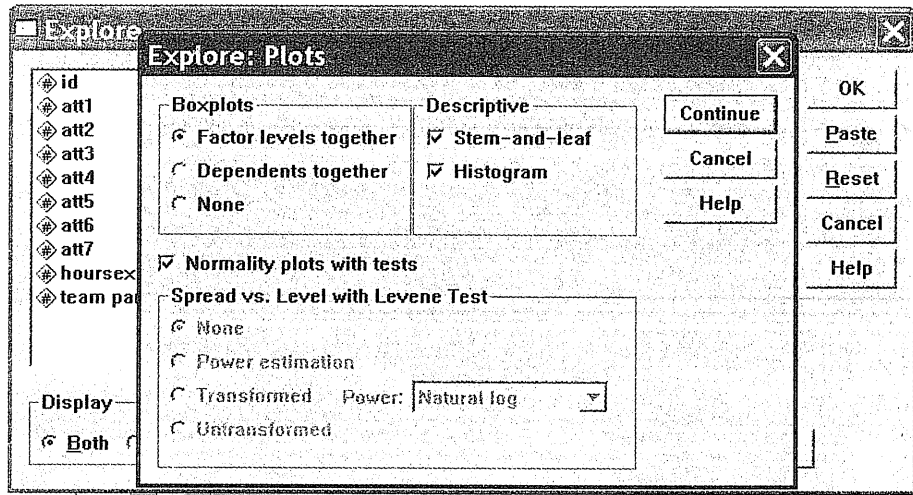 Explore
Explore: Plots
id
att1
att2
att3
att4
att5
att6
att7
hoursex
team pa
Display
Both
Boxplots
Factor levels together
Dependents together
None
Descriptive
Stem-and-leaf
Histogram
Normality plots with tests
Spread vs. Level with Levene Test
None
Power estimation
Transformed Power: Natural log
Untransformed
Continue
Cancel
Help
OK
Paste
Reset
Cancel
Help